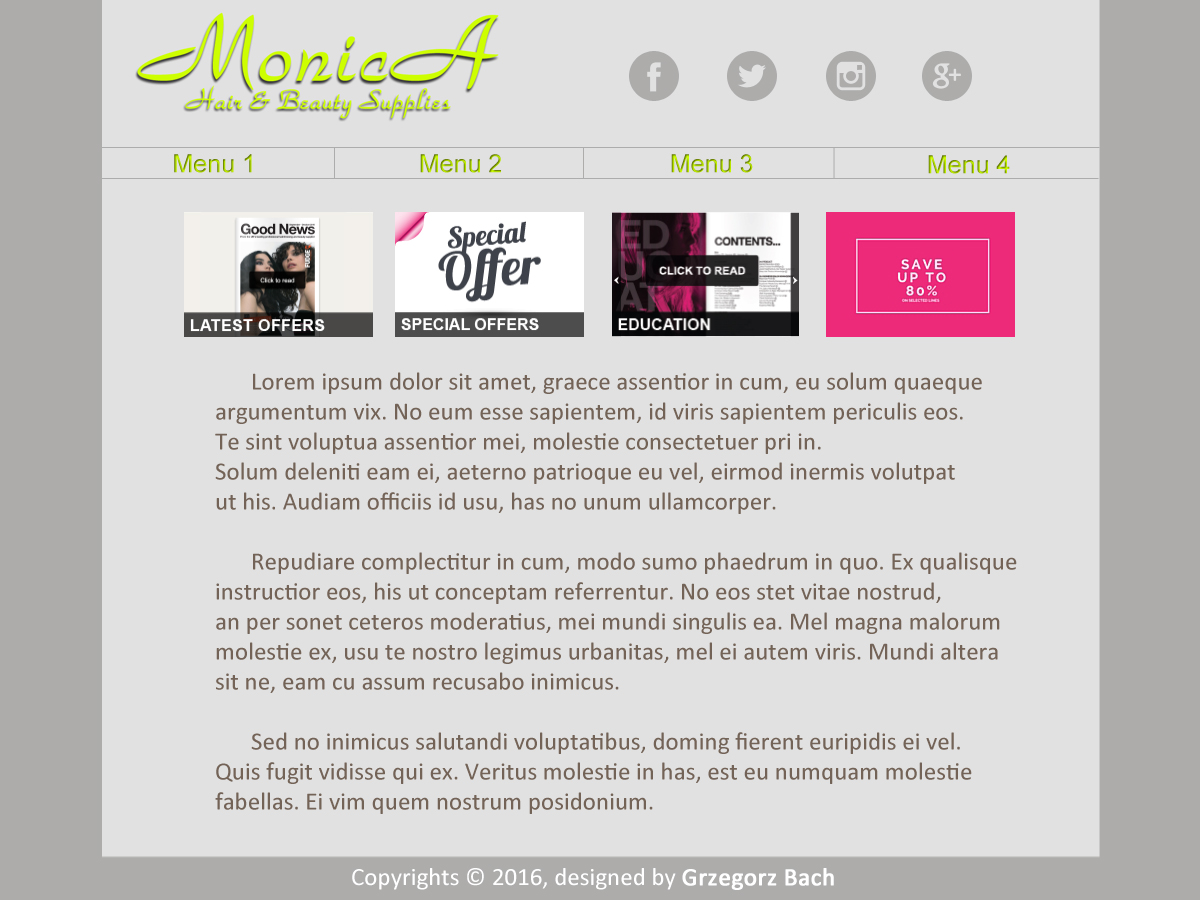 MonicA
Hair & Beauty Supplies
Menu 1
Menu 2
Menu 3
Menu 4
Good News
Click to read
LATEST OFFERS
Special
Offer
SPECIAL OFFERS
ED
U
AT
CONTENTS...
CLICK TO READ
EDUCATION
SAVE
UP TO
80%
ON SELECTED LINES
Lorem ipsum dolor sit amet, graece assentior in cum, eu solum quaeque
argumentum vix. No eum esse sapientem, id viris sapientem periculis eos.
Te sint voluptua assentior mei, molestie consectetuer pri in.
Solum deleniti eam ei, aeterno patrioque eu vel, eirmod inermis volutpat
ut his. Audiam officiis id usu, has no unum ullamcorper.
Repudiare complectitur in cum, modo sumo phaedrum in quo. Ex qualisque
instructior eos, his ut conceptam referrentur. No eos stet vitae nostrud,
an per sonet ceteros moderatius, mei mundi singulis ea. Mel magna malorum
molestie ex, usu te nostro legimus urbanitas, mel ei autem viris. Mundi altera
sit ne, eam cu assum recusabo inimicus.
Sed no inimicus salutandi voluptatibus, doming fierent euripidis ei vel.
Quis fugit vidisse qui ex. Veritus molestie in has, est eu numquam molestie
fabellas. Ei vim quem nostrum posidonium.
Copyrights © 2016, designed by Grzegorz Bach